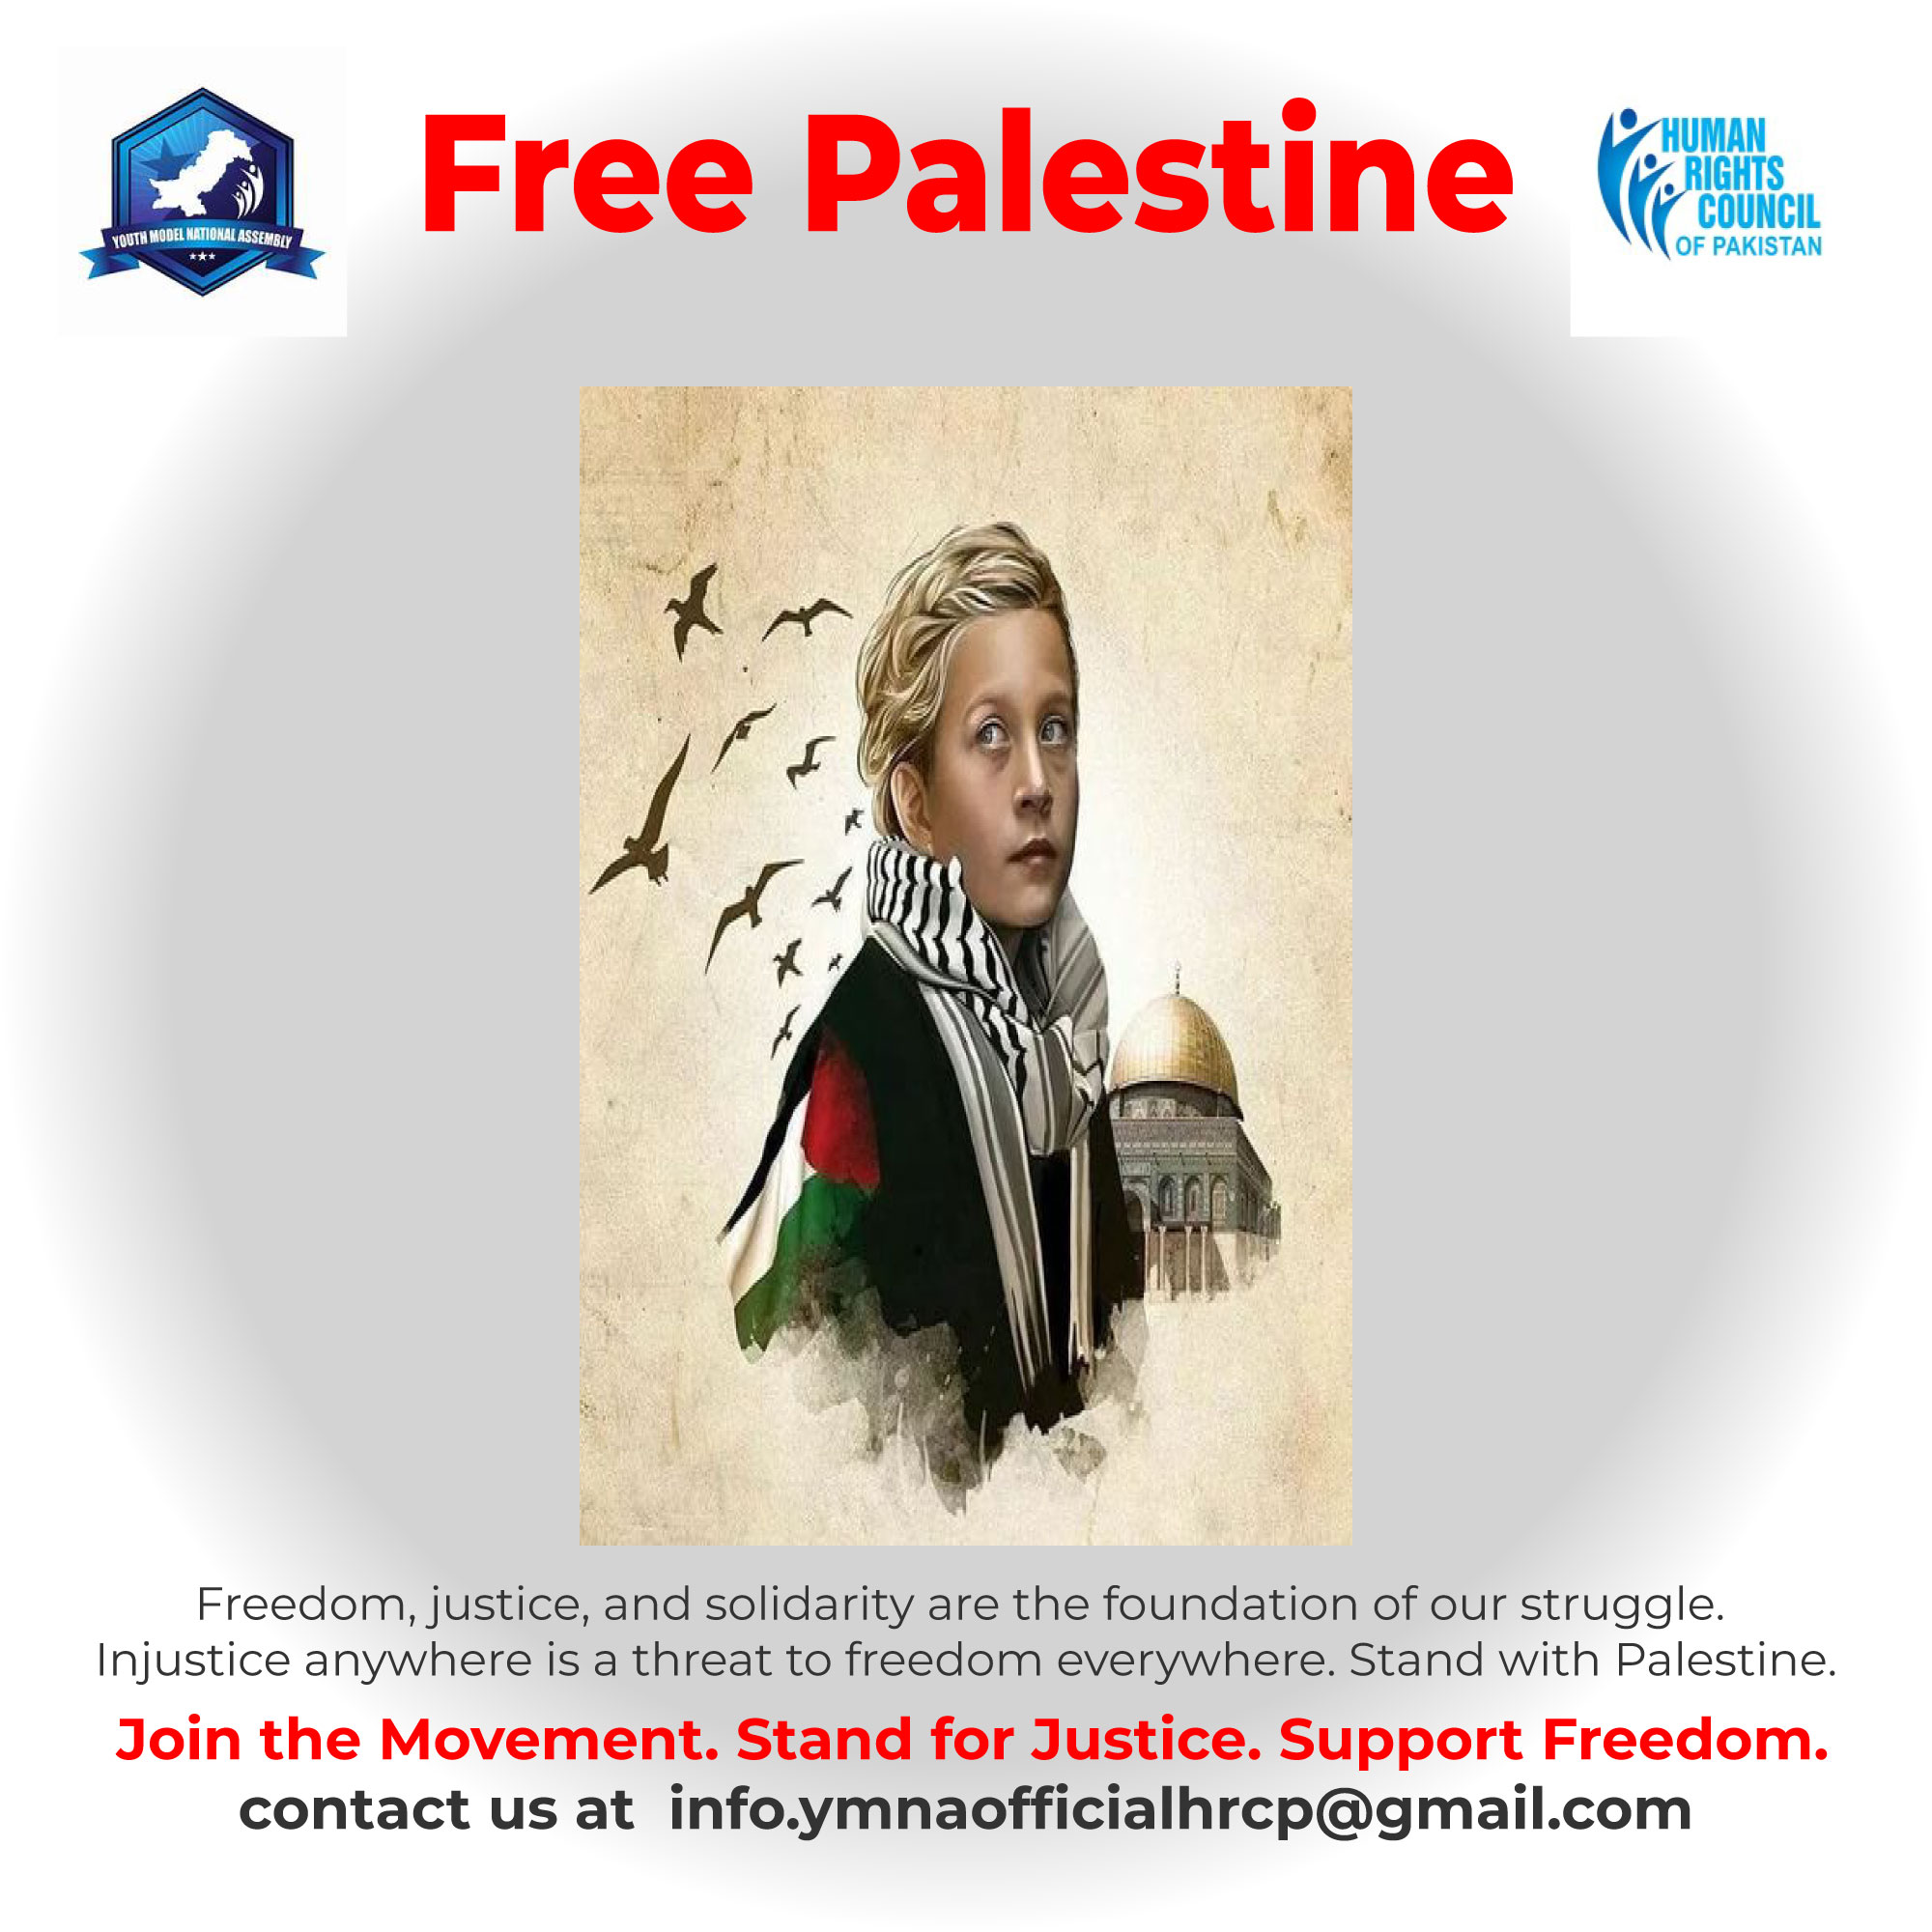 YOUTH MODEL NATIONAL ASSEMBLY
Free Palestine
HUMAN
RIGHTS
COUNCIL
OF PAKISTAN
Freedom, justice, and solidarity are the foundation of our struggle.
Injustice anywhere is a threat to freedom everywhere. Stand with Palestine.
Join the Movement. Stand for Justice. Support Freedom.
contact us at info.ymnaofficialhrcp@gmail.com